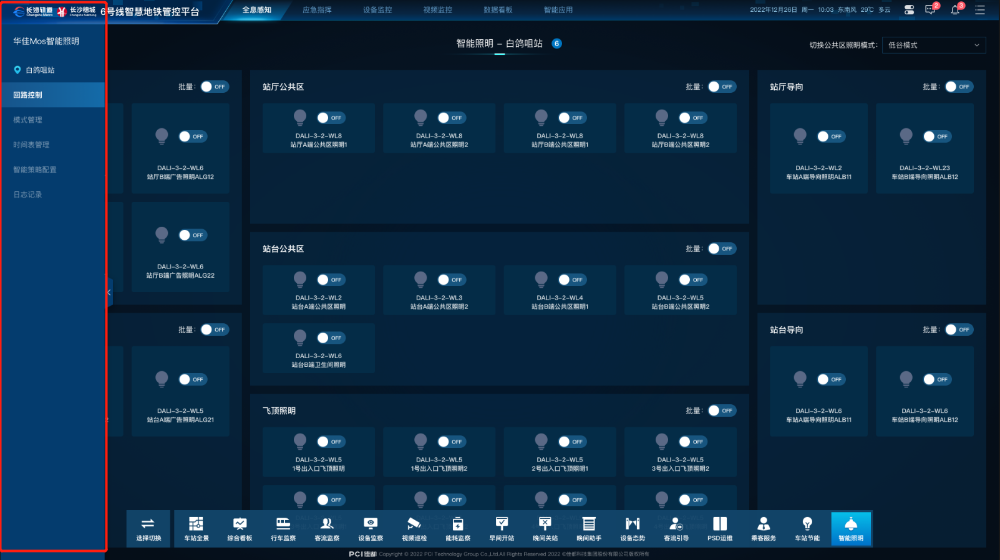 长沙轨道 Changsha Metro 长沙穗城 Changsha Suicheng 6号线智慧地铁管控平台
全息感知 应急指挥 设备监控 视频监控 数据看板 智能应用
2022年12月26日 周一 10:03 东南风 29℃ 多云 2 3
华佳Mos智能照明
白鸽咀站
回路控制
模式管理
时间表管理
智能策略配置
日志记录
智能照明 – 白鸽咀站 6
切换公共区照明模式: 低谷模式
批量: OFF
OFF
DALI-3-2-WL6
站厅B端广告照明ALG12
OFF
DALI-3-2-WL6
站厅B端广告照明ALG22
批量: OFF
OFF
DALI-3-2-WL5
站台A端广告照明ALG21
站厅公共区 批量: OFF
OFF OFF OFF OFF
DALI-3-2-WL8 DALI-3-2-WL8 DALI-3-2-WL8 DALI-3-2-WL8
站厅A端公共区照明1 站厅A端公共区照明2 站厅B端公共区照明1 站厅B端公共区照明2
站台公共区 批量: OFF
OFF OFF OFF OFF
DALI-3-2-WL2 DALI-3-2-WL3 DALI-3-2-WL4 DALI-3-2-WL5
站台A端公共区照明 站台A端公共区照明2 站台B端公共区照明1 站台B端公共区照明2
OFF
DALI-3-2-WL6
站台B端卫生间照明
飞顶照明 批量: OFF
OFF OFF OFF OFF
DALI-3-2-WL5 DALI-3-2-WL5 DALI-3-2-WL5 DALI-3-2-WL5
1号出入口飞顶照明 1号出入口飞顶照明2 2号出入口飞顶照明1 3号出入口飞顶照明2
OFF OFF OFF OFF
站厅导向 批量: OFF
OFF OFF
DALI-3-2-WL2 DALI-3-2-WL23
车站A端导向照明ALB11 车站B端导向照明ALB12
站台导向 批量: OFF
OFF OFF
DALI-3-2-WL6 DALI-3-2-WL6
车站A端导向照明ALB11 车站B端导向照明ALB12
选择切换 车站全景 综合看板 行车监察 客流监察 设备监察 视频巡检 能耗监察 早间开站 晚间关站 晚间助手 设备态势 客流引导 PSD运维 乘客服务 车站节能 智能照明
PCI佳都 Copyright © 2022 PCI Technology Group Co.,Ltd.All Rights Reserved 2022 ©佳都科技集团股份有限公司版权所有